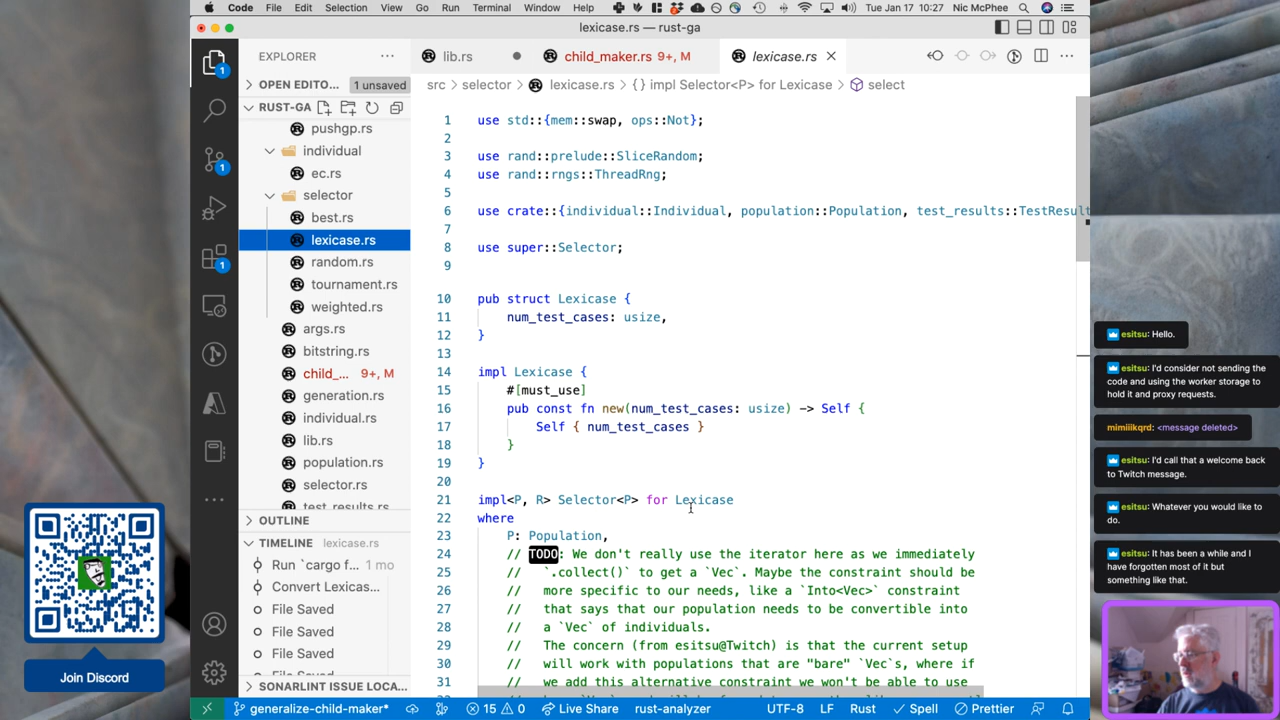 Code File Edit Selection View Go Run Terminal Window Help Tue Jan 17 10:27 Nic McPhee
lexicase.rs — rust-ga
EXPLORER
lib.rs
child_maker.rs 9+, M
lexicase.rs
OPEN EDITO... 1 unsaved
src > selector > lexicase.rs > {} impl Selector<P> for Lexicase > select
RUST-GA
pushgp.rs
individual
ec.rs
selector
best.rs
lexicase.rs
random.rs
tournament.rs
weighted.rs
args.rs
bitstring.rs
child_... 9+, M
generation.rs
individual.rs
lib.rs
population.rs
selector.rs
test_results.rs
OUTLINE
TIMELINE lexicase.rs
Run `cargo f... 1 mo
Convert Lexicas...
File Saved
File Saved
File Saved
SONARLINT ISSUE LOCA...
1 use std::{mem::swap, ops::Not};
2
3 use rand::prelude::SliceRandom;
4 use rand::rngs::ThreadRng;
5
6 use crate::{individual::Individual, population::Population, test_results::TestResult
7
8 use super::Selector;
9
10 pub struct Lexicase {
11 num_test_cases: usize,
12 }
13
14 impl Lexicase {
15 #[must_use]
16 pub const fn new(num_test_cases: usize) -> Self {
17 Self { num_test_cases }
18 }
19 }
20
21 impl<P, R> Selector<P> for Lexicase
22 where
23 P: Population,
24 // TODO: We don't really use the iterator here as we immediately
25 // `.collect()` to get a `Vec`. Maybe the constraint should be
26 // more specific to our needs, like a `Into<Vec>` constraint
27 // that says that our population needs to be convertible into
28 // a `Vec` of individuals.
29 // The concern (from esitsu@Twitch) is that the current setup
30 // will work with populations that are "bare" `Vec`s, where if
31 // we add this alternative constraint we won't be able to use
generalize-child-maker* 15 0 Live Share rust-analyzer UTF-8 LF Rust Spell Prettier
Join Discord
esitsu: Hello.
esitsu: I'd consider not sending the
code and using the worker storage to
hold it and proxy requests.
mimiiikqrd: <message deleted>
esitsu: I'd call that a welcome back
to Twitch message.
esitsu: Whatever you would like to
do.
esitsu: It has been a while and I
have forgotten most of it but
something like that.